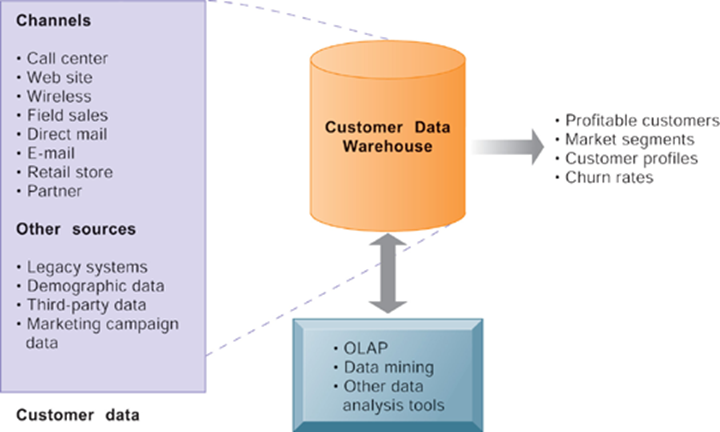 Channels
• Call center
• Web site
• Wireless
• Field sales
• Direct mail
• E-mail
• Retail store
• Partner
Other sources
• Legacy systems
• Demographic data
• Third-party data
• Marketing campaign
data
Customer data
Customer Data
Warehouse
• Profitable customers
• Market segments
• Customer profiles
• Churn rates
• OLAP
• Data mining
• Other data
analysis tools